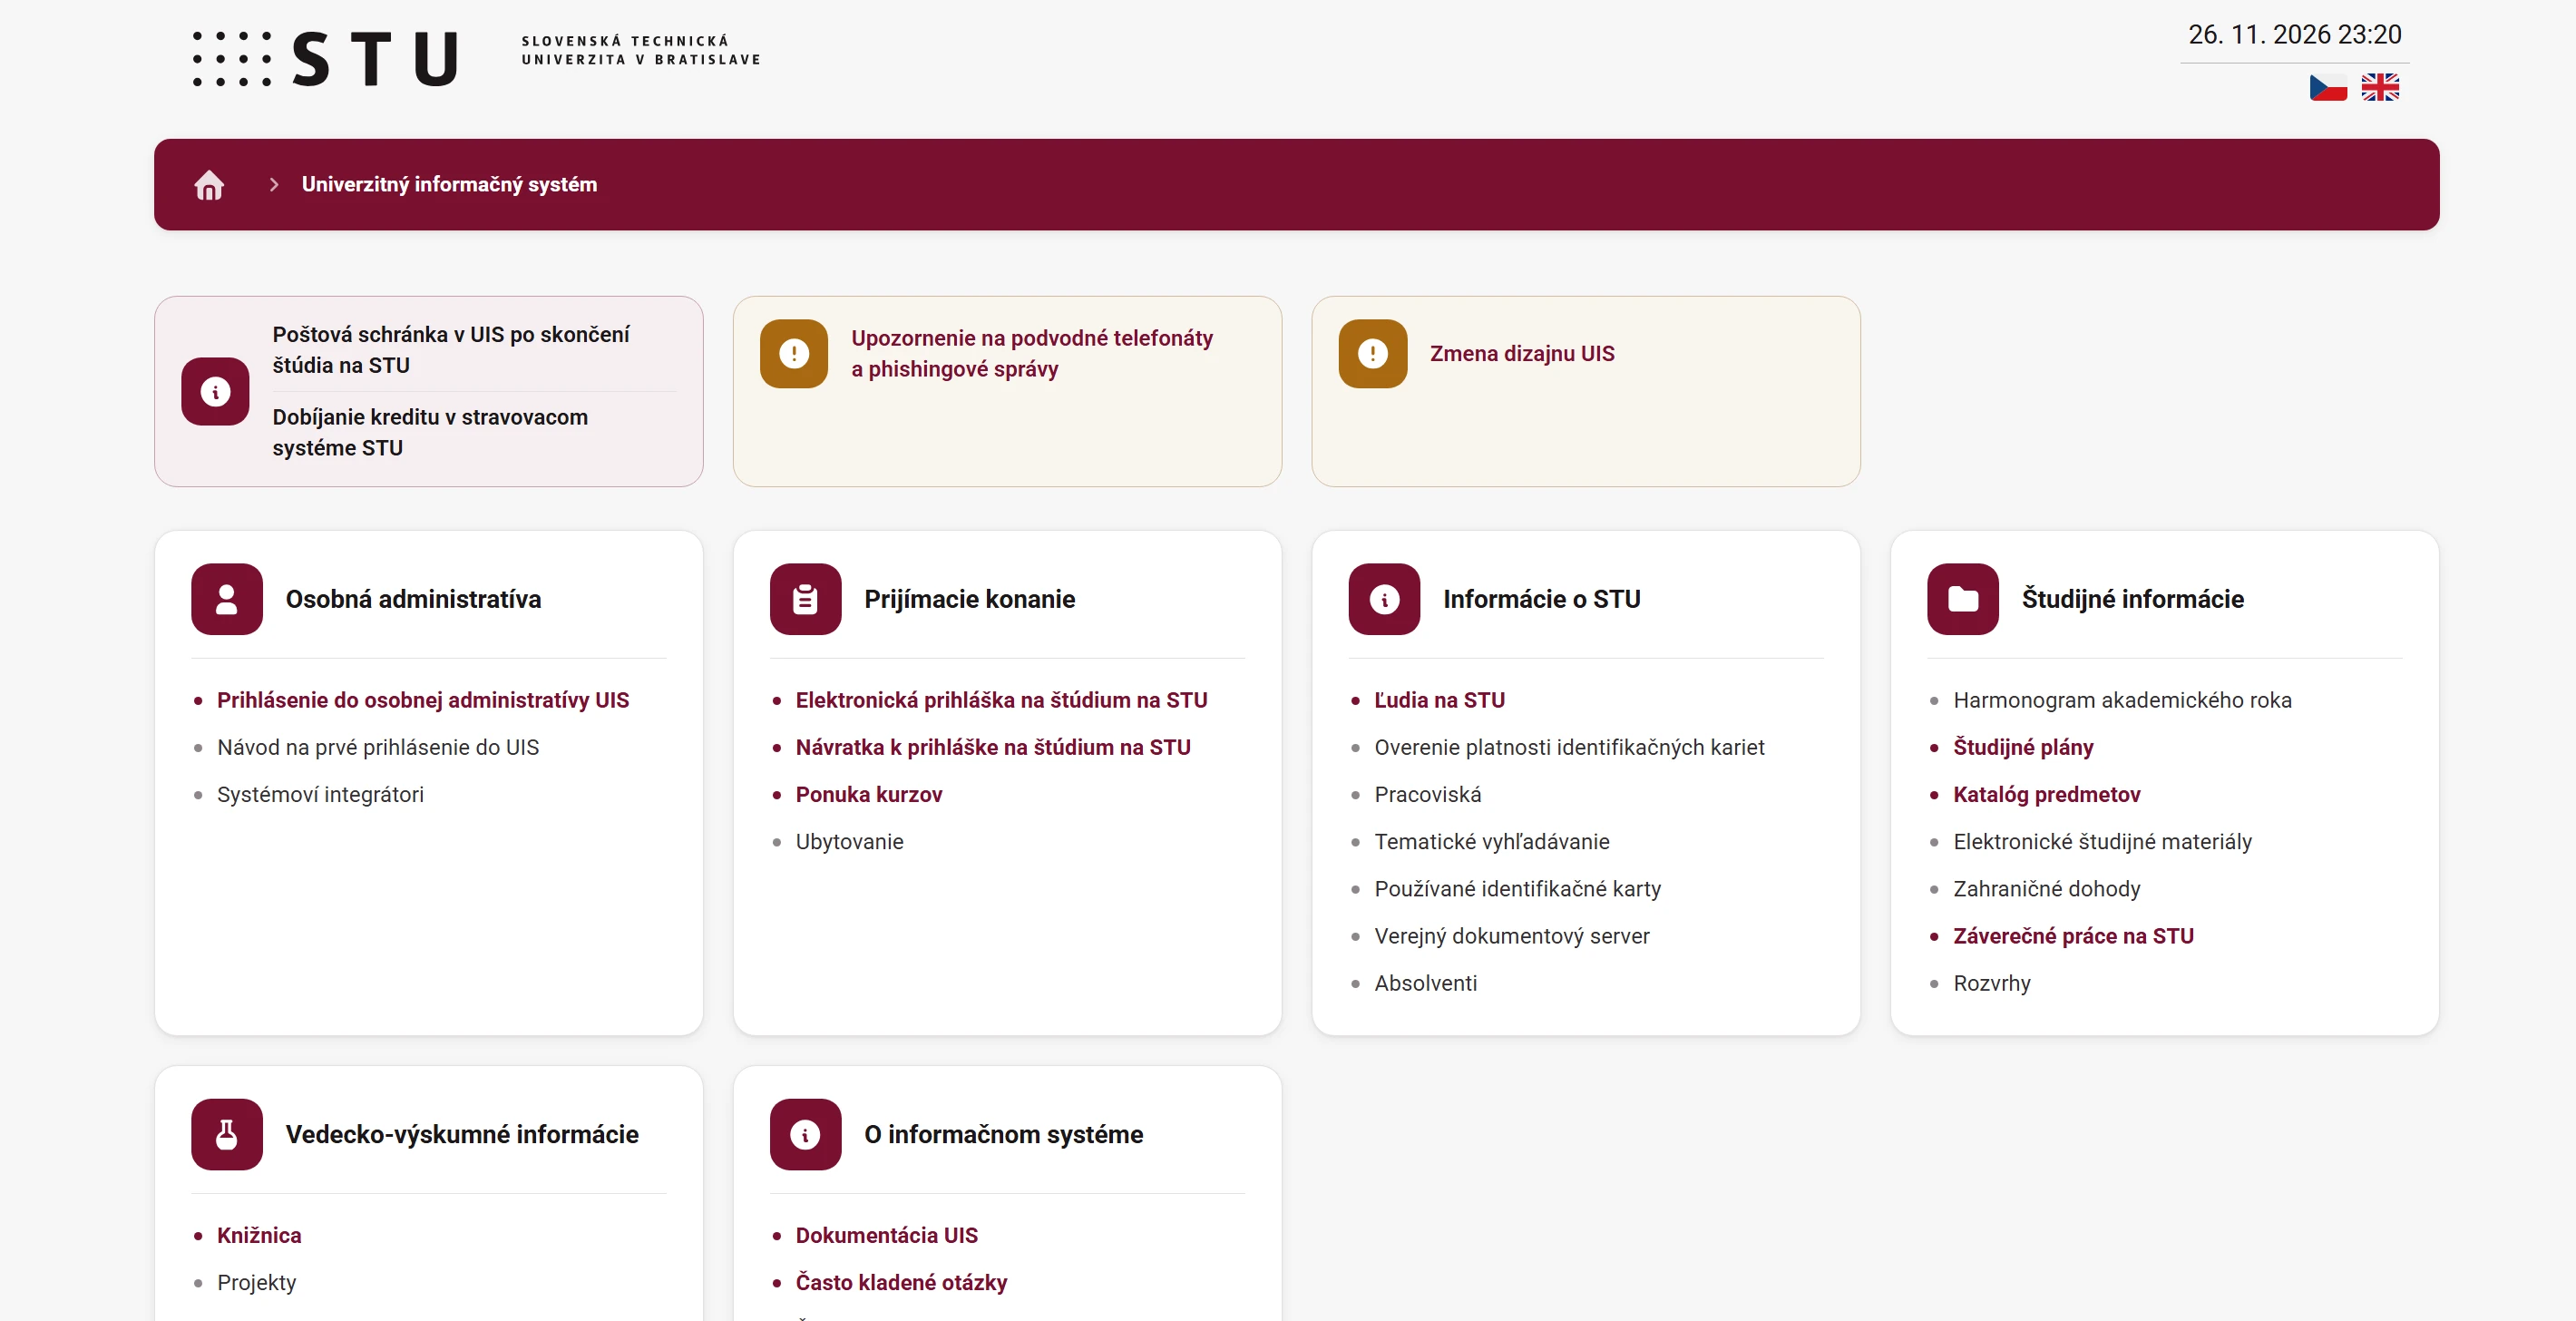 STU
SLOVENSKÁ TECHNICKÁ
UNIVERZITA V BRATISLAVE
26. 11. 2026 23:20
Univerzitný informačný systém
Poštová schránka v UIS po skončení
štúdia na STU
Dobíjanie kreditu v stravovacom
systéme STU
Upozornenie na podvodné telefonáty
a phishingové správy
Zmena dizajnu UIS
Osobná administratíva
Prihlásenie do osobnej administratívy UIS
Návod na prvé prihlásenie do UIS
Systémoví integrátori
Prijímacie konanie
Elektronická prihláška na štúdium na STU
Návratka k prihláške na štúdium na STU
Ponuka kurzov
Ubytovanie
Informácie o STU
Ľudia na STU
Overenie platnosti identifikačných kariet
Pracoviská
Tematické vyhľadávanie
Používané identifikačné karty
Verejný dokumentový server
Absolventi
Študijné informácie
Harmonogram akademického roka
Študijné plány
Katalóg predmetov
Elektronické študijné materiály
Zahraničné dohody
Záverečné práce na STU
Rozvrhy
Vedecko-výskumné informácie
Knižnica
Projekty
O informačnom systéme
Dokumentácia UIS
Často kladené otázky